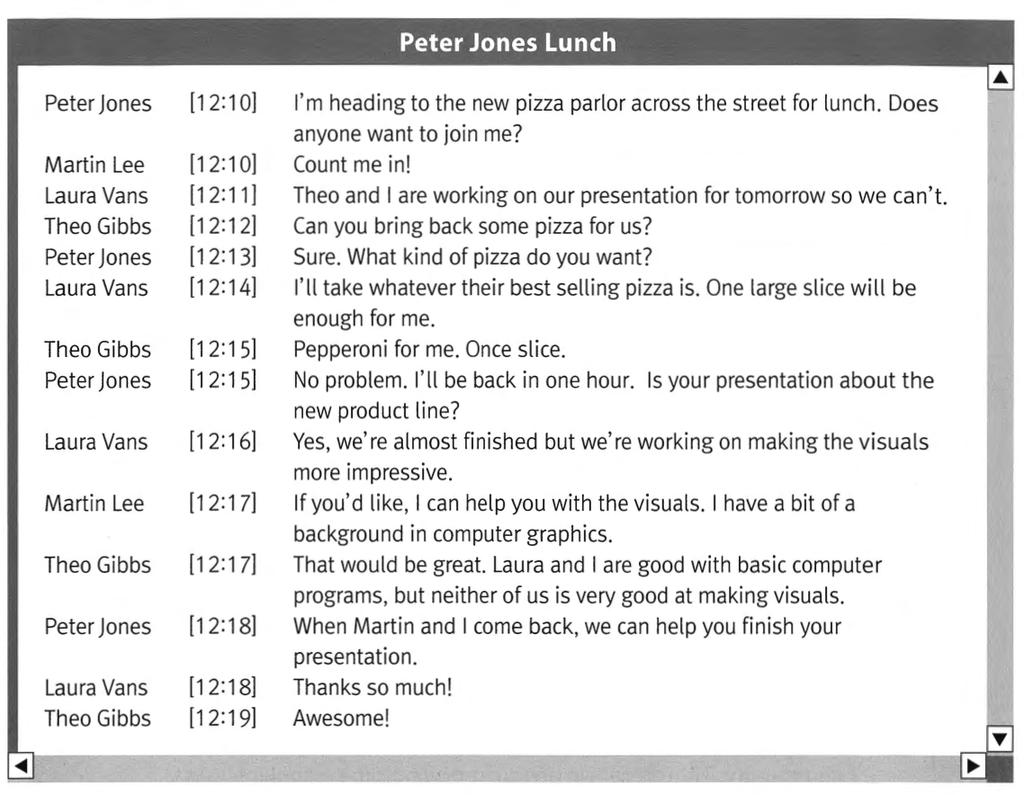 Peter Jones Lunch
Peter Jones [12:10] I'm heading to the new pizza parlor across the street for lunch. Does
anyone want to join me?
Martin Lee [12:10] Count me in!
Laura Vans [12:11] Theo and I are working on our presentation for tomorrow so we can't.
Theo Gibbs [12:12] Can you bring back some pizza for us?
Peter Jones [12:13] Sure. What kind of pizza do you want?
Laura Vans [12:14] I'll take whatever their best selling pizza is. One large slice will be
enough for me.
Theo Gibbs [12:15] Pepperoni for me. Once slice.
Peter Jones [12:15] No problem. I'll be back in one hour. Is your presentation about the
new product line?
Laura Vans [12:16] Yes, we're almost finished but we're working on making the visuals
more impressive.
Martin Lee [12:17] If you'd like, I can help you with the visuals. I have a bit of a
background in computer graphics.
Theo Gibbs [12:17] That would be great. Laura and I are good with basic computer
programs, but neither of us is very good at making visuals.
Peter Jones [12:18] When Martin and I come back, we can help you finish your
presentation.
Laura Vans [12:18] Thanks so much!
Theo Gibbs [12:19] Awesome!